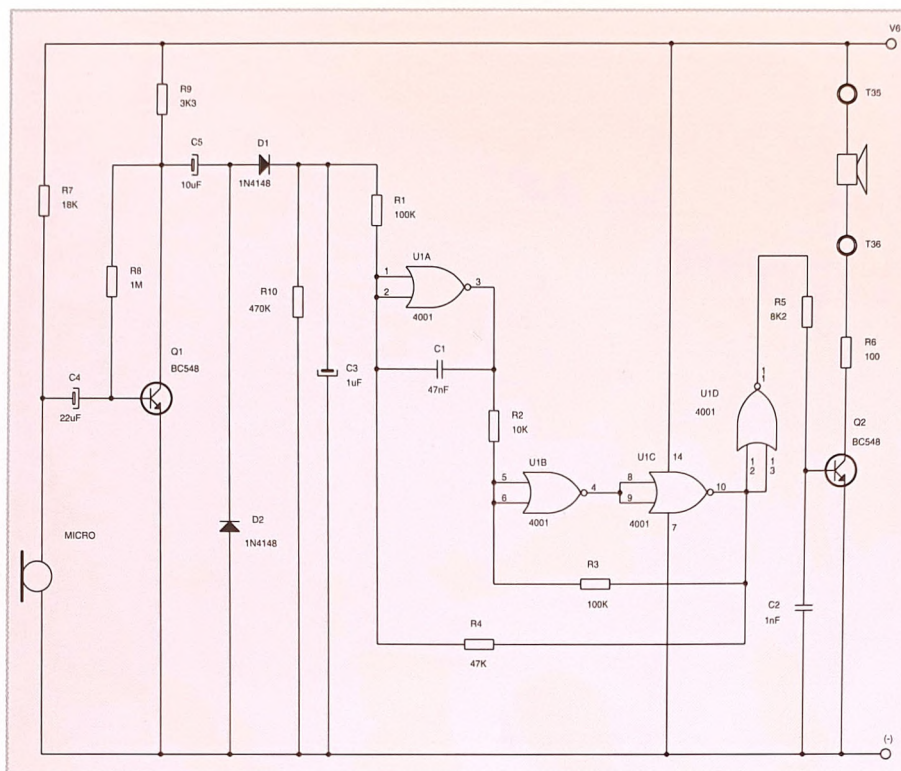 V6
R9
3K3
T35
C5
10uF
D1
1N4148
R7
18K
R1
100K
R8
1M
U1A
1
2
3
4001
T36
R10
470K
R5
8K2
C3
1uF
C1
47nF
R6
100
Q1
BC548
C4
22uF
1
1
U1D
4001
R2
10K
Q2
BC548
U1B
5
6
4
4001
U1C
14
8
9
10
4001
7
1
2
1
3
D2
1N4148
MICRO
R3
100K
C2
1nF
R4
47K
(-)